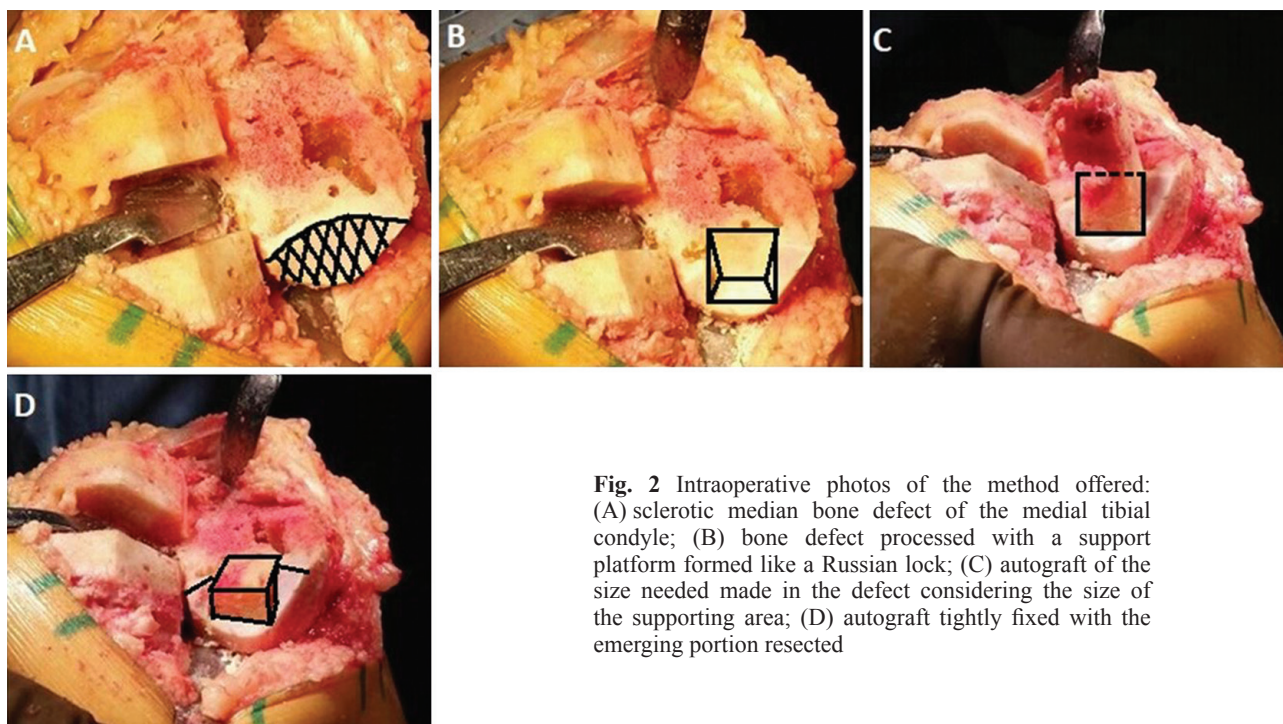 A
B
C
D
Fig. 2 Intraoperative photos of the method offered:
(A) sclerotic median bone defect of the medial tibial
condyle; (B) bone defect processed with a support
platform formed like a Russian lock; (C) autograft of the
size needed made in the defect considering the size of
the supporting area; (D) autograft tightly fixed with the
emerging portion resected